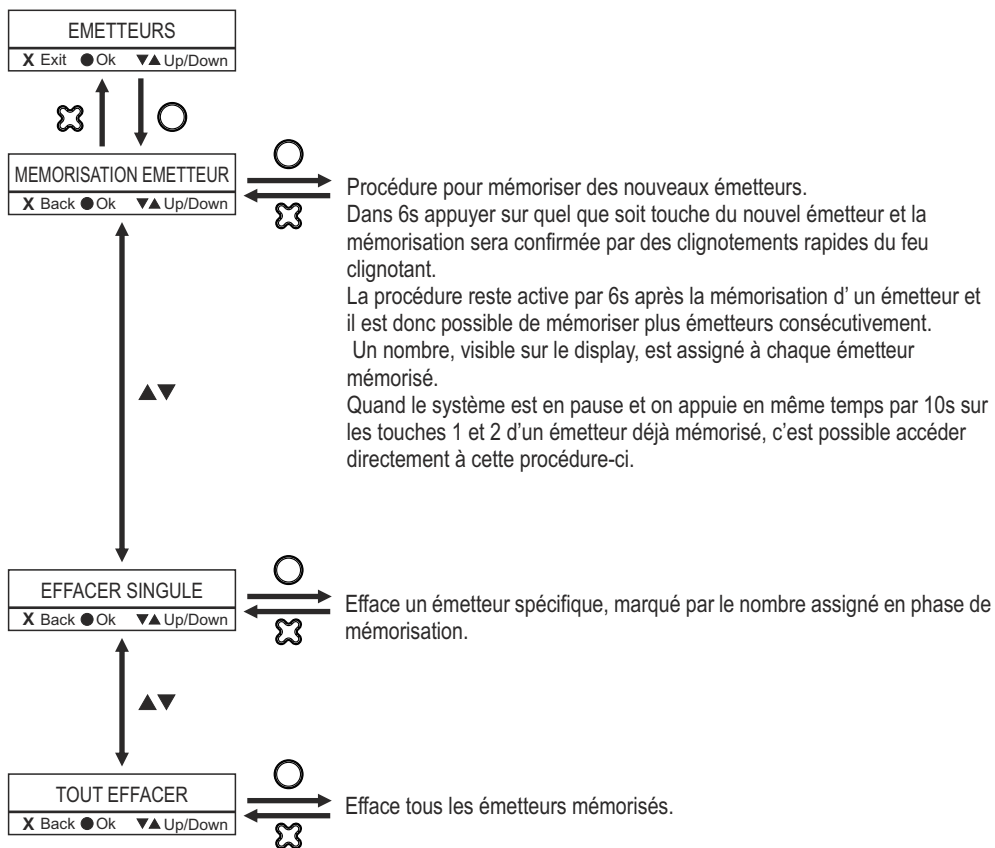 EMETTEURS
X Exit ●Ok ▼▲Up/Down
MEMORISATION EMETTEUR
X Back ●Ok ▼▲Up/Down
Procédure pour mémoriser des nouveaux émetteurs.
Dans 6s appuyer sur quel que soit touche du nouvel émetteur et la
mémorisation sera confirmée par des clignotements rapides du feu
clignotant.
La procédure reste active par 6s après la mémorisation d' un émetteur et
il est donc possible de mémoriser plus émetteurs consécutivement.
Un nombre, visible sur le display, est assigné à chaque émetteur
mémorisé.
Quand le système est en pause et on appuie en même temps par 10s sur
les touches 1 et 2 d'un émetteur déjà mémorisé, c'est possible accéder
directement à cette procédure-ci.
▲▼
EFFACER SINGULE
X Back ●Ok ▼▲Up/Down
Efface un émetteur spécifique, marqué par le nombre assigné en phase de
mémorisation.
▲▼
TOUT EFFACER
X Back ●Ok ▼▲Up/Down
Efface tous les émetteurs mémorisés.